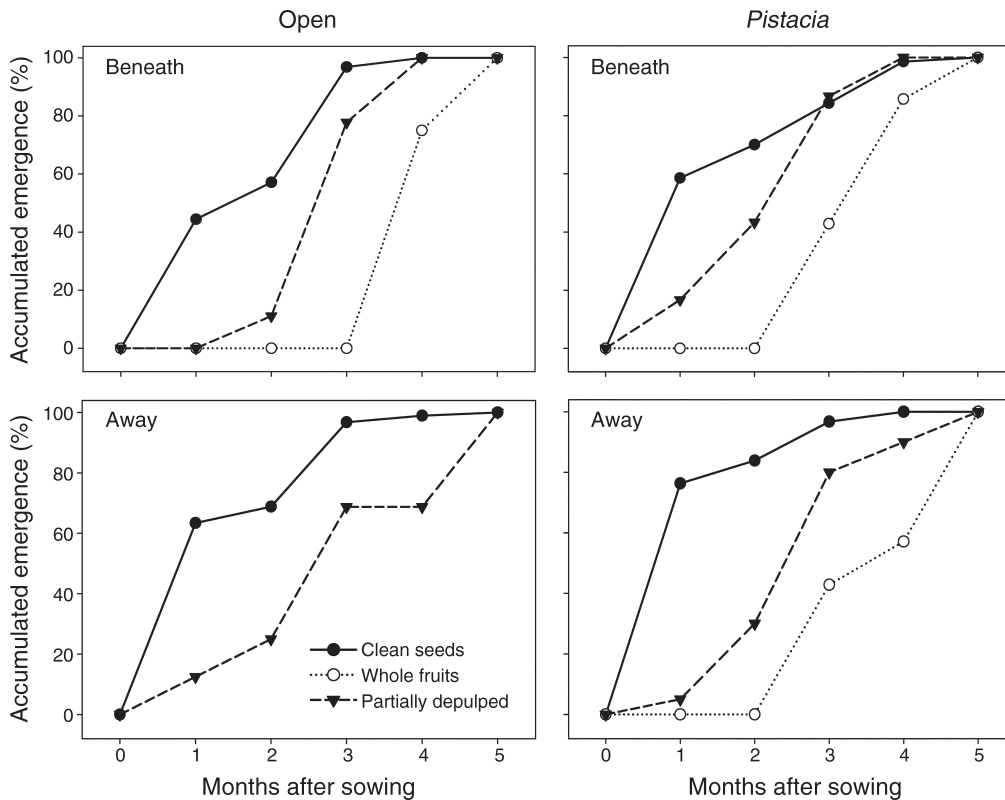 Open
Pistacia
Accumulated emergence (%)
100
80
60
40
20
0
Beneath
Beneath
Accumulated emergence (%)
100
80
60
40
20
0
Away
Clean seeds
Whole fruits
Partially depulped
0 1 2 3 4 5
Months after sowing
Away
0 1 2 3 4 5
Months after sowing